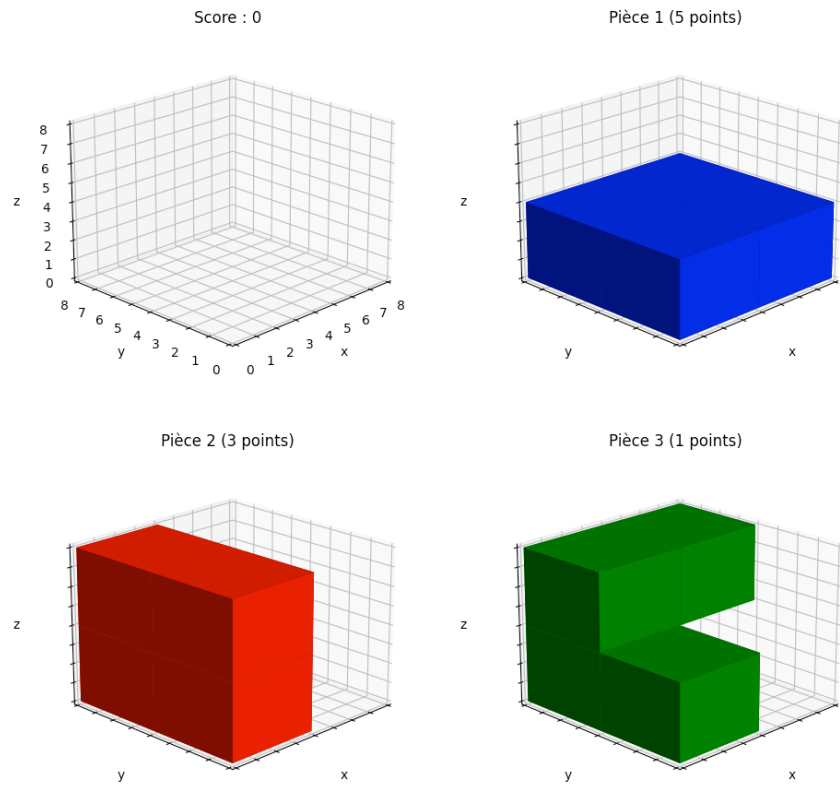 Score : 0
Pièce 1 (5 points)
z
8
7
6
5
4
3
2
1
0
8 7 6 5 4 3 2 1 0
y
0 1 2 3 4 5 6 7 8
x
z
y
x
Pièce 2 (3 points)
Pièce 3 (1 points)
z
y
x
z
y
x